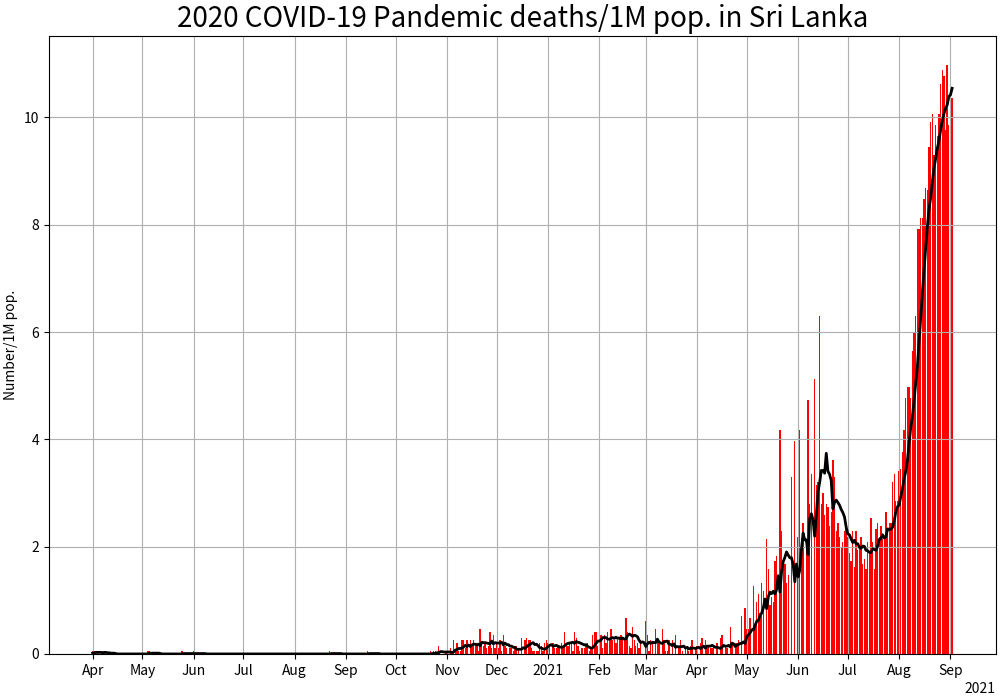 2020 COVID-19 Pandemic deaths/1M pop. in Sri Lanka
Number/1M pop.
10
8
6
4
2
0
Apr May Jun Jul Aug Sep Oct Nov Dec 2021 Feb Mar Apr May Jun Jul Aug Sep
2021